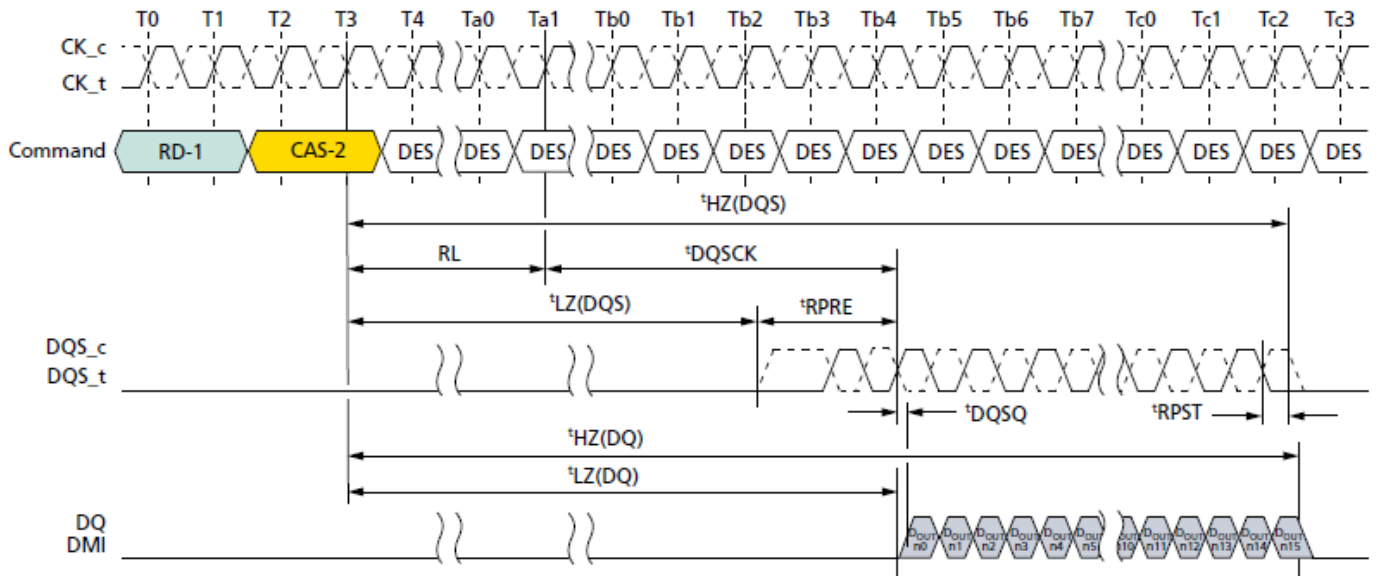 T0 T1 T2 T3 T4 Ta0 Ta1 Tb0 Tb1 Tb2 Tb3 Tb4 Tb5 Tb6 Tb7 Tc0 Tc1 Tc2 Tc3
CK_c
CK_t
Command RD-1 CAS-2 DES DES DES DES DES DES DES DES DES DES DES DES DES DES DES
tHZ(DQS)
RL tDQSCK
tLZ(DQS) tRPRE
DQS_c
DQS_t
tDQSQ tRPST
tHZ(DQ)
tLZ(DQ)
DQ
DMI
DOUT DOUT DOUT DOUT DOUT DOUT DOUT DOUT DOUT DOUT DOUT DOUT
n0 n1 n2 n3 n4 n5 n10 n11 n12 n13 n14 n15